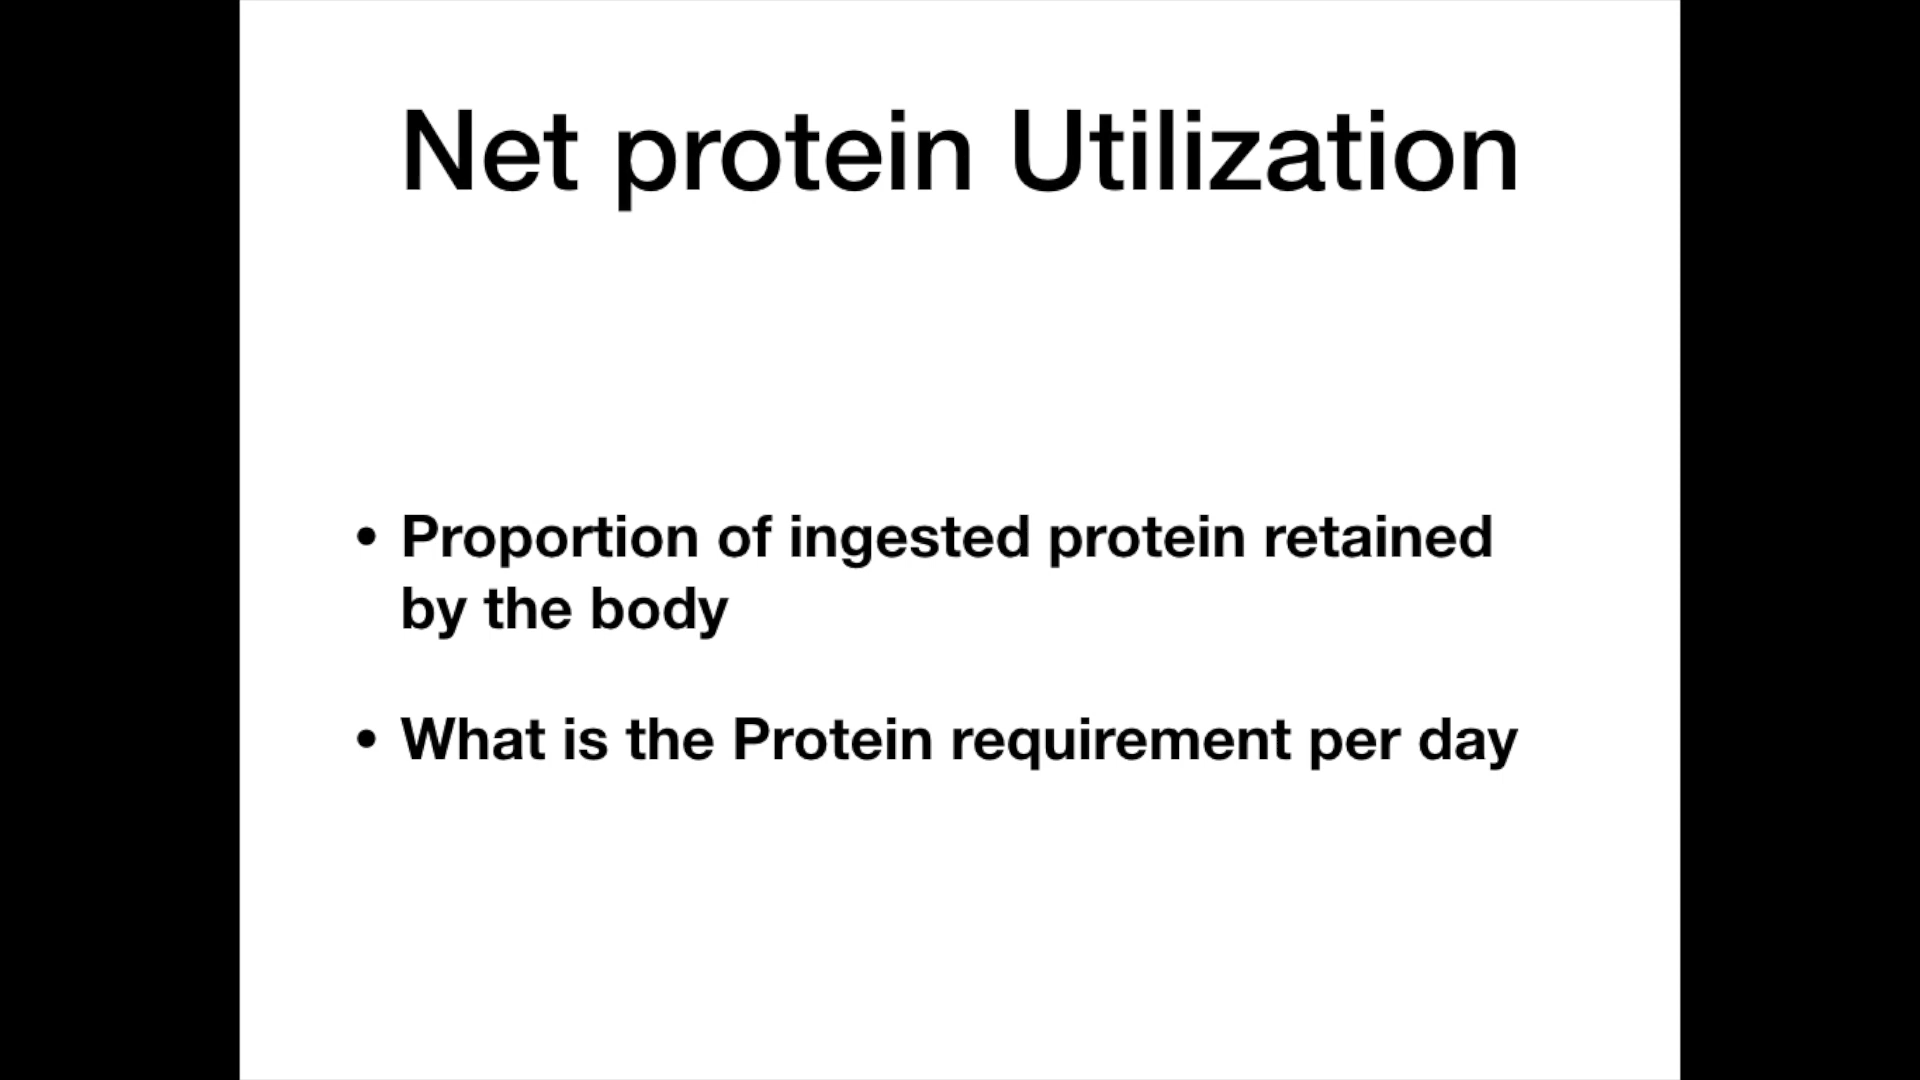 Net protein Utilization
• Proportion of ingested protein retained
by the body
• What is the Protein requirement per day